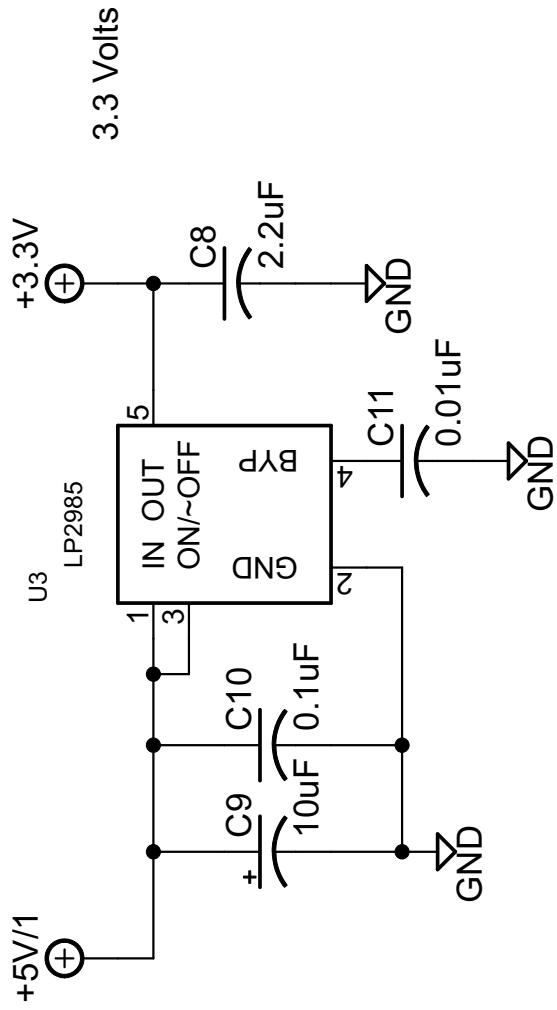 3.3 Volts
+5V/1
+3.3V
U3
LP2985
1
3
5
IN OUT
ON/~OFF
GND
BYP
2
4
C9
10uF
+
C10
0.1uF
C8
2.2uF
C11
0.01uF
GND
GND
GND